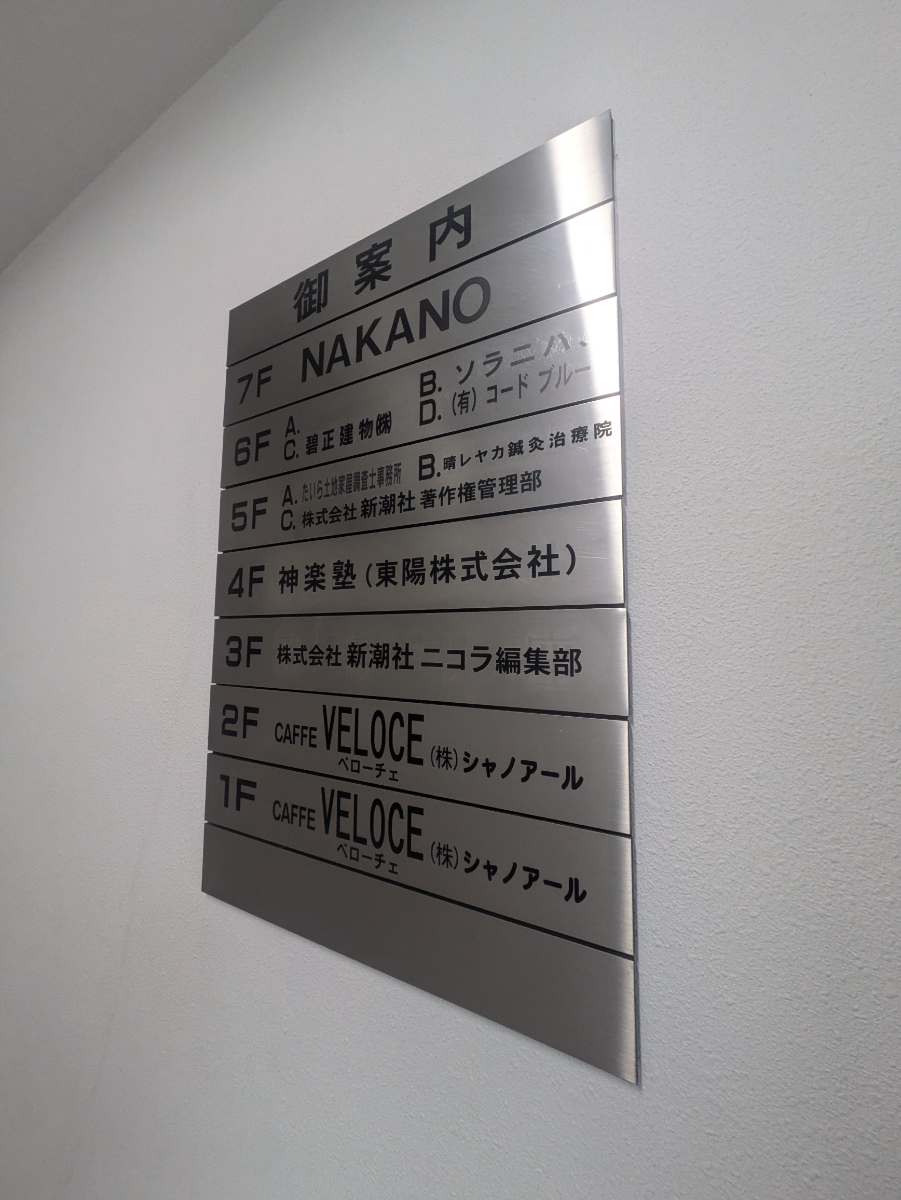 御案内
7F NAKANO
6F A. B. ソラニハ
C. 碧正建物㈱ D. (有) コード ブルー
5F A. たいら土地家屋調査士事務所 B. 晴レヤカ鍼灸治療院
C. 株式会社 新潮社 著作権管理部
4F 神楽塾 (東陽株式会社)
3F 株式会社 新潮社 ニコラ編集部
2F CAFFE VELOCE (株) シャノアール
ベローチェ
1F CAFFE VELOCE (株) シャノアール
ベローチェ